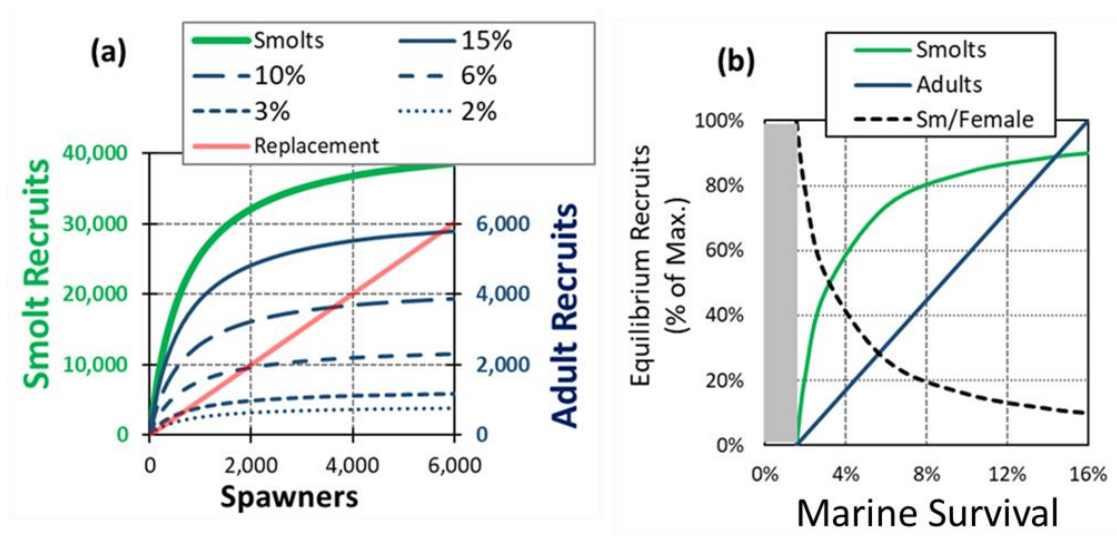 (a)
Smolts
15%
10%
6%
3%
2%
Replacement
Smolt Recruits
40,000
30,000
20,000
10,000
0
6,000
4,000
2,000
0
Adult Recruits
0
2,000
4,000
6,000
Spawners
(b)
Smolts
Adults
Sm/Female
Equilibrium Recruits
(% of Max.)
100%
80%
60%
40%
20%
0%
0%
4%
8%
12%
16%
Marine Survival